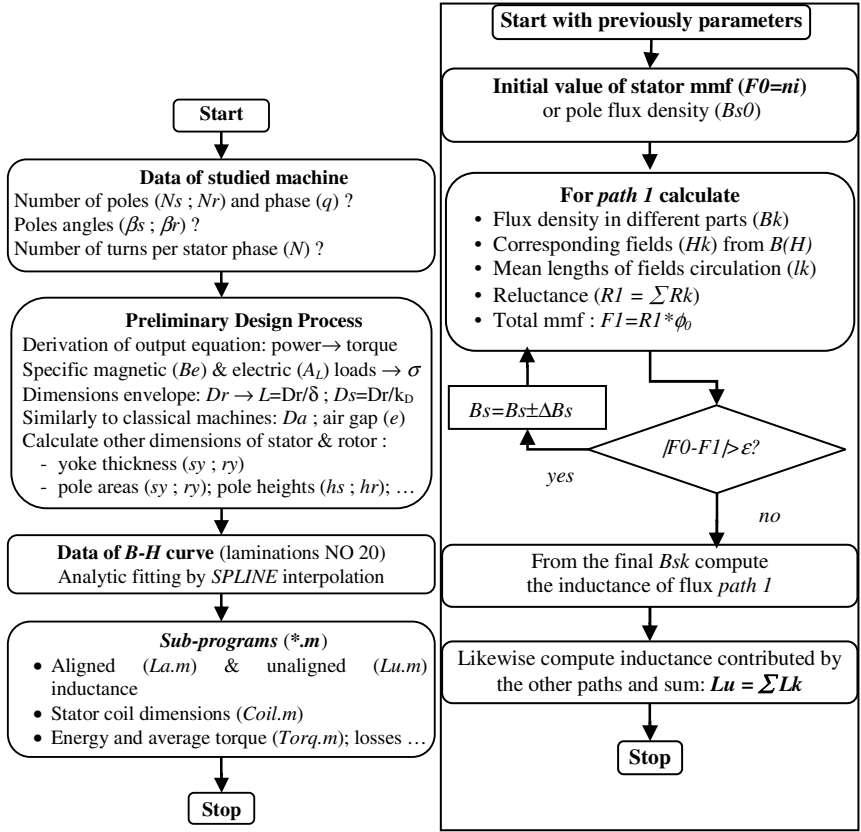 Start
Data of studied machine
Number of poles (Ns ; Nr) and phase (q) ?
Poles angles (βs ; βr) ?
Number of turns per stator phase (N) ?
Preliminary Design Process
Derivation of output equation: power→ torque
Specific magnetic (Be) & electric (A_L) loads → σ
Dimensions envelope: Dr → L=Dr/δ ; Ds=Dr/k_D
Similarly to classical machines: Da ; air gap (e)
Calculate other dimensions of stator & rotor :
- yoke thickness (sy ; ry)
- pole areas (sy ; ry); pole heights (hs ; hr); …
Data of B-H curve (laminations NO 20)
Analytic fitting by SPLINE interpolation
Sub-programs (*.m)
• Aligned (La.m) & unaligned (Lu.m)
inductance
• Stator coil dimensions (Coil.m)
• Energy and average torque (Torq.m); losses …
Stop
Start with previously parameters
Initial value of stator mmf (F0=ni)
or pole flux density (Bs0)
For path 1 calculate
• Flux density in different parts (Bk)
• Corresponding fields (Hk) from B(H)
• Mean lengths of fields circulation (lk)
• Reluctance (R1 = ∑Rk)
• Total mmf : F1=R1*ϕ₀
Bs=Bs±ΔBs
|F0-F1|>ε?
yes
no
From the final Bsk compute
the inductance of flux path 1
Likewise compute inductance contributed by
the other paths and sum: Lu = ∑Lk
Stop